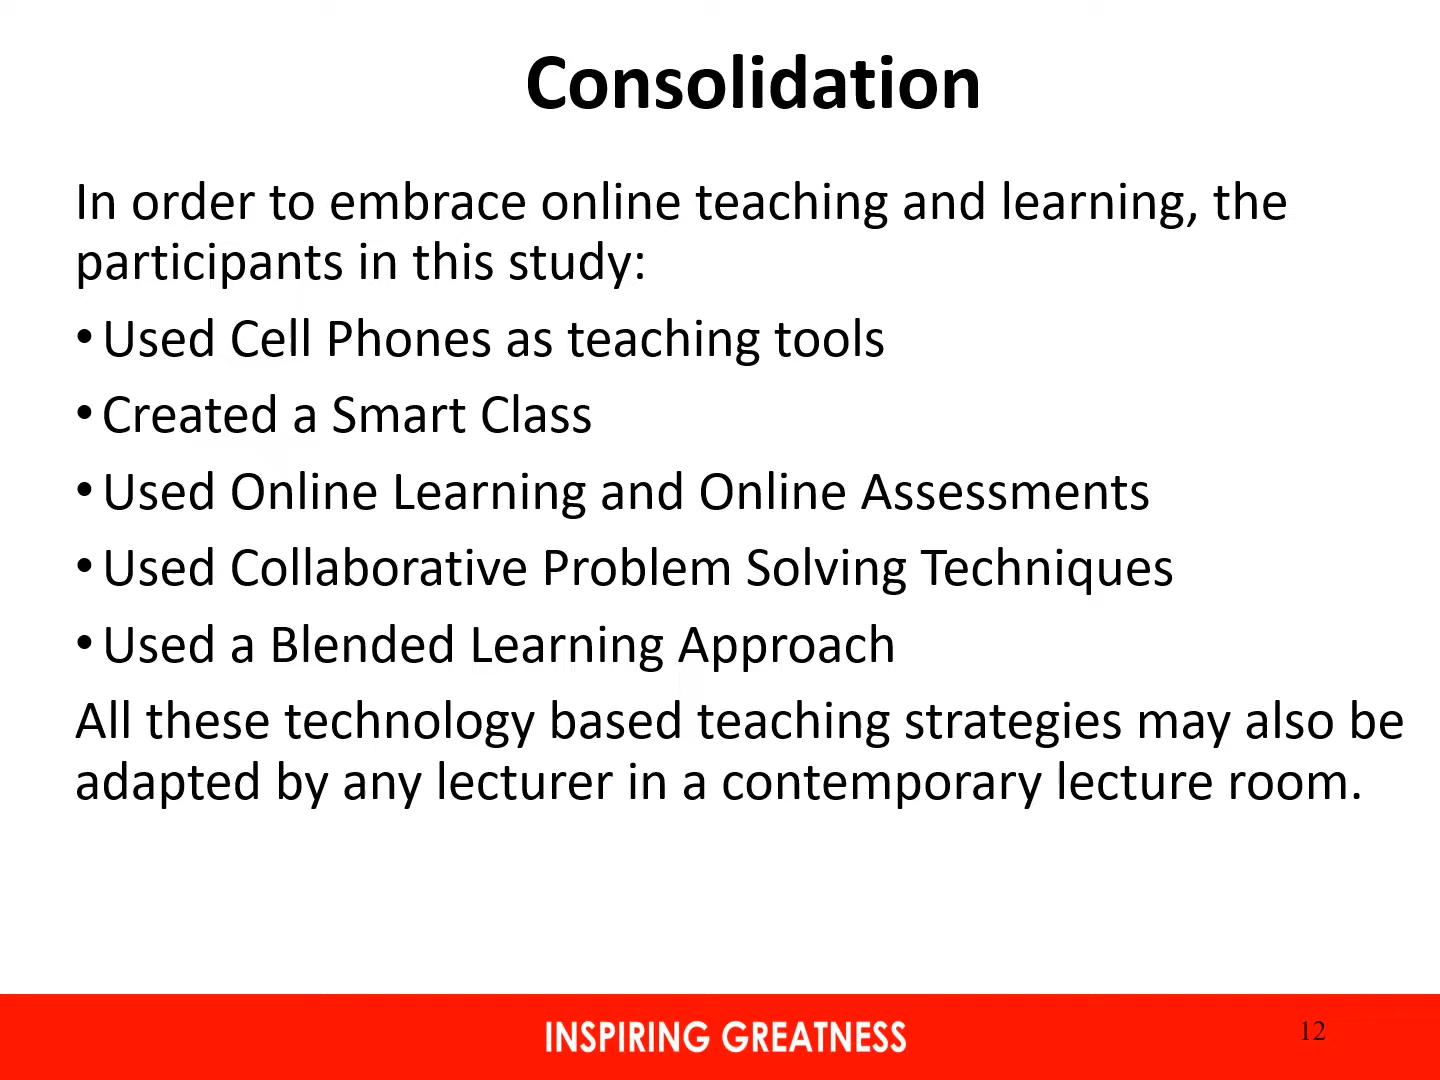 Consolidation
In order to embrace online teaching and learning, the
participants in this study:
• Used Cell Phones as teaching tools
• Created a Smart Class
• Used Online Learning and Online Assessments
• Used Collaborative Problem Solving Techniques
• Used a Blended Learning Approach
All these technology based teaching strategies may also be
adapted by any lecturer in a contemporary lecture room.
INSPIRING GREATNESS
12